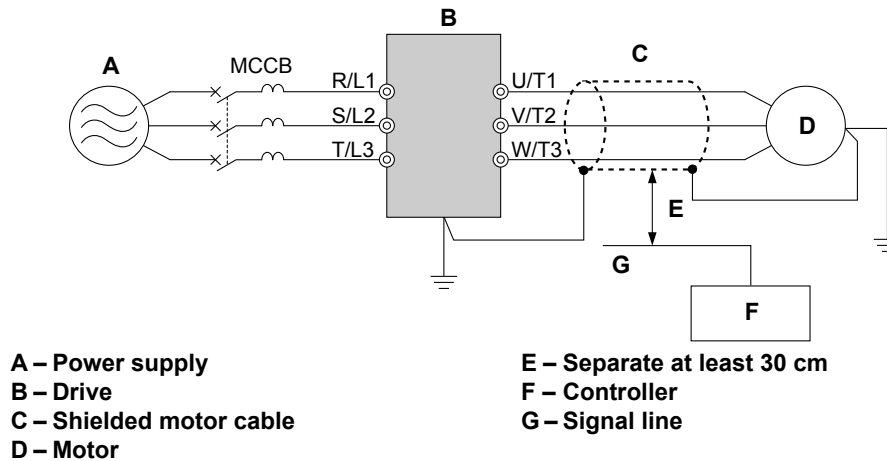 B
A
MCCB
C
R/L1
U/T1
S/L2
V/T2
D
T/L3
W/T3
E
G
F
A – Power supply
B – Drive
C – Shielded motor cable
D – Motor
E – Separate at least 30 cm
F – Controller
G – Signal line